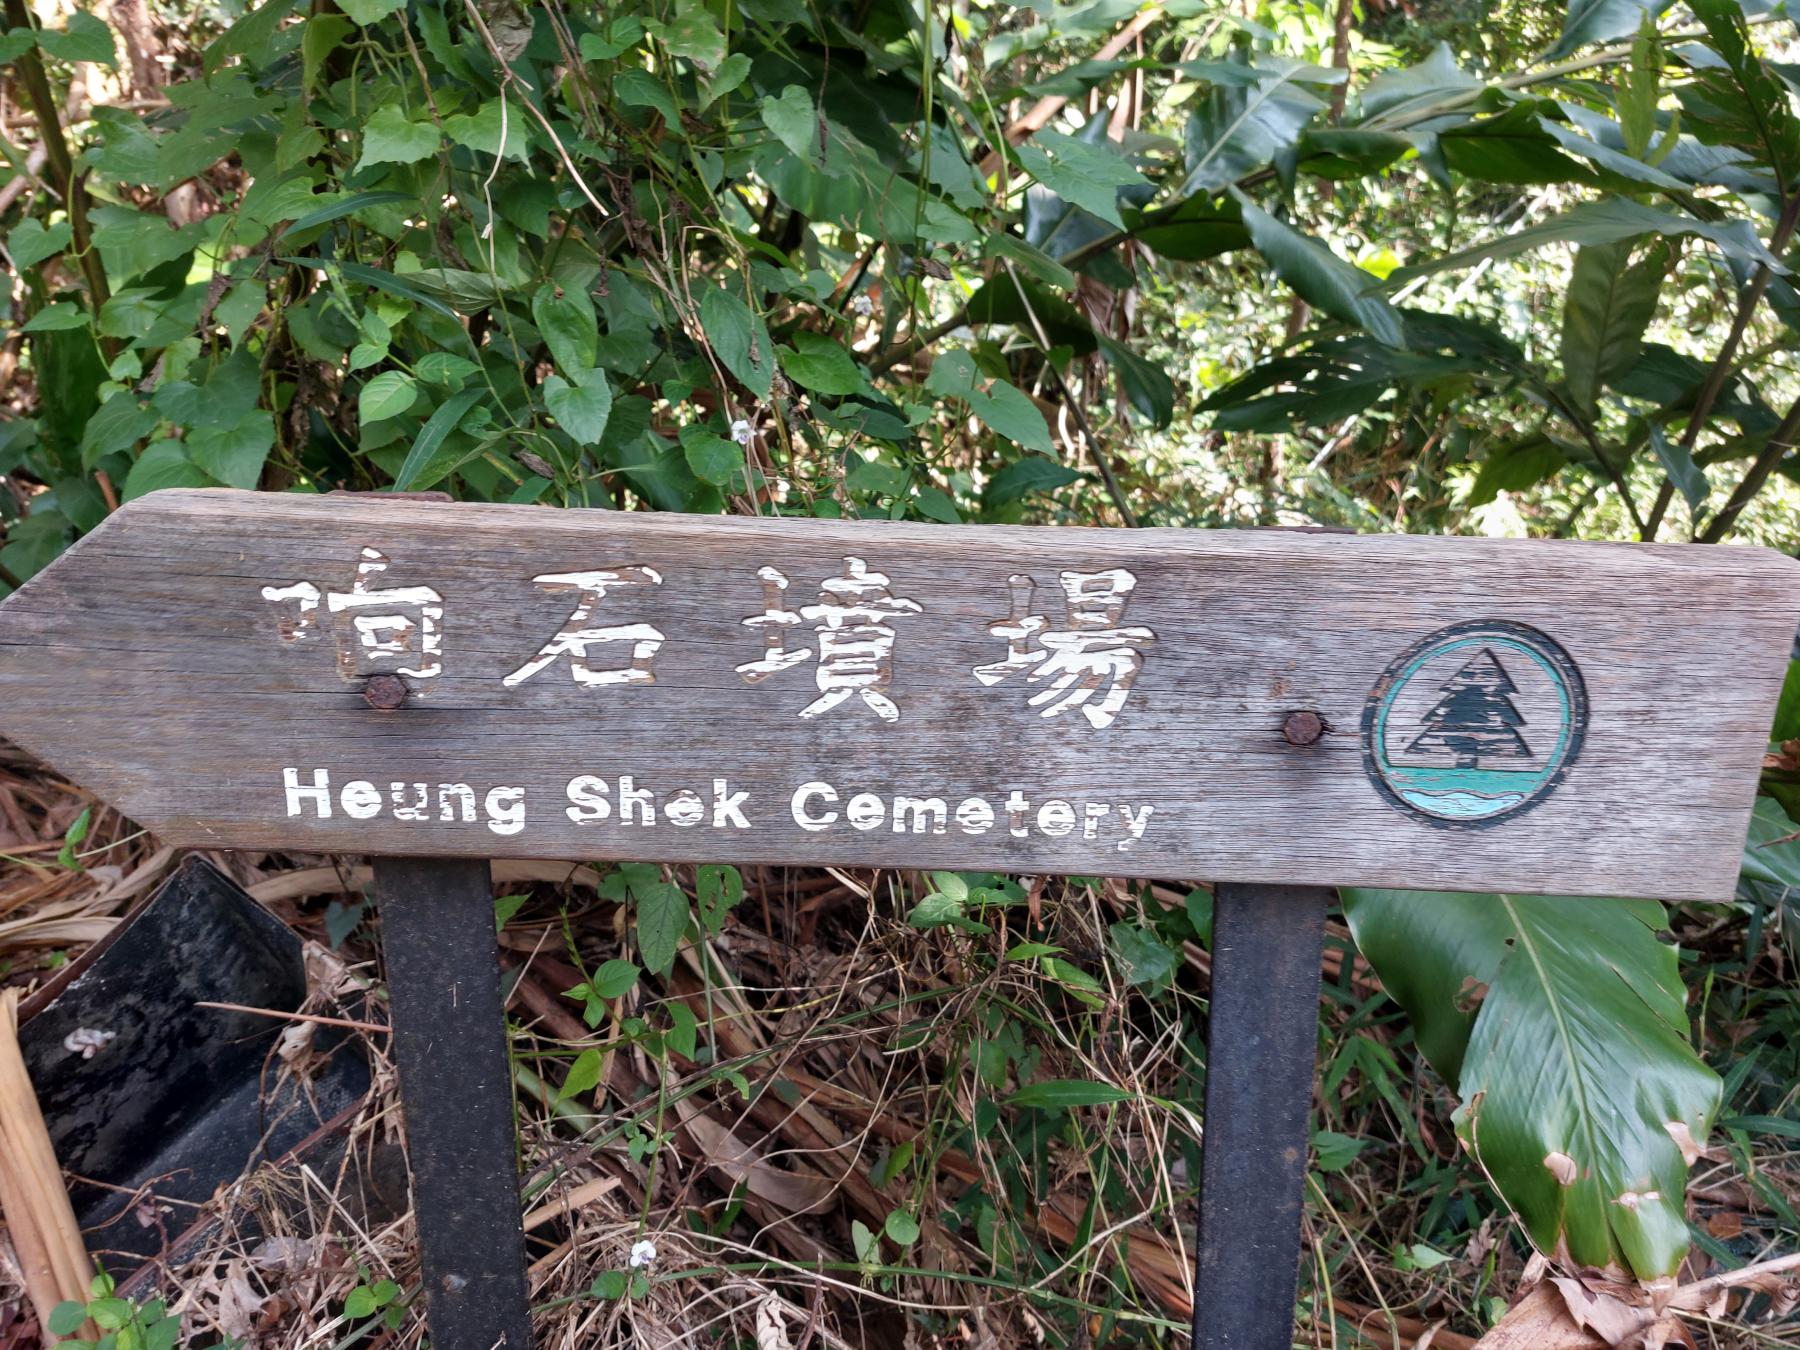 响石墳場
Heung Shek Cemetery